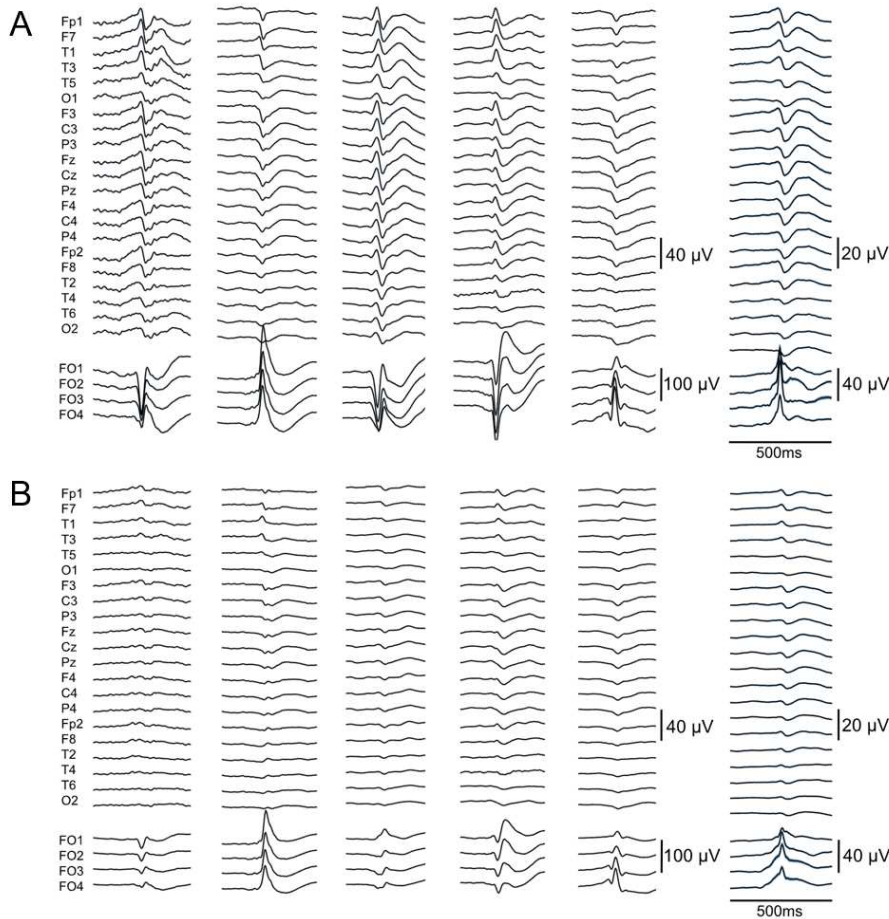 A
Fp1
F7
T1
T3
T5
O1
F3
C3
P3
Fz
Cz
Pz
F4
C4
P4
Fp2
F8
T2
T4
T6
O2
40 µV
20 µV
FO1
FO2
FO3
FO4
100 µV
40 µV
500ms
B
Fp1
F7
T1
T3
T5
O1
F3
C3
P3
Fz
Cz
Pz
F4
C4
P4
Fp2
F8
T2
T4
T6
O2
40 µV
20 µV
FO1
FO2
FO3
FO4
100 µV
40 µV
500ms